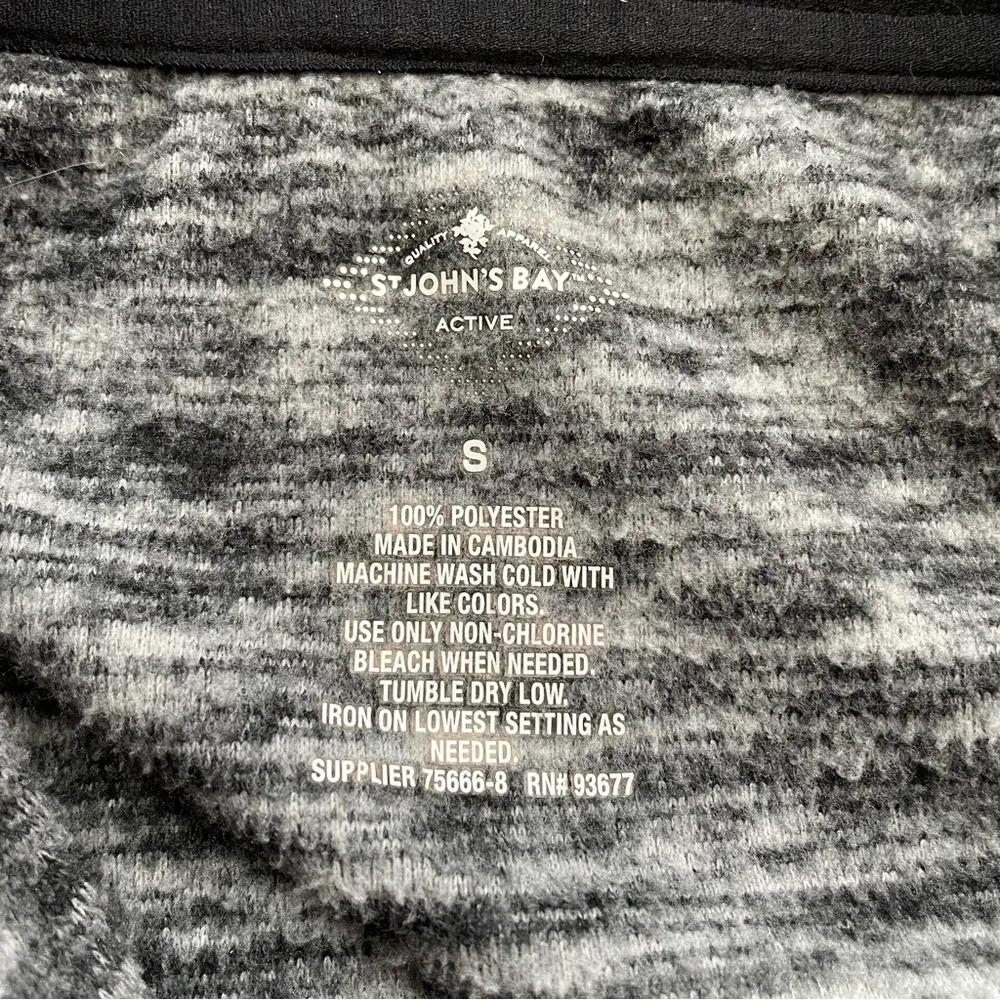 QUALITY APPAREL
ST JOHN'S BAY™
ACTIVE
S
100% POLYESTER
MADE IN CAMBODIA
MACHINE WASH COLD WITH
LIKE COLORS.
USE ONLY NON-CHLORINE
BLEACH WHEN NEEDED.
TUMBLE DRY LOW.
IRON ON LOWEST SETTING AS
NEEDED.
SUPPLIER 75666-8 RN# 93677